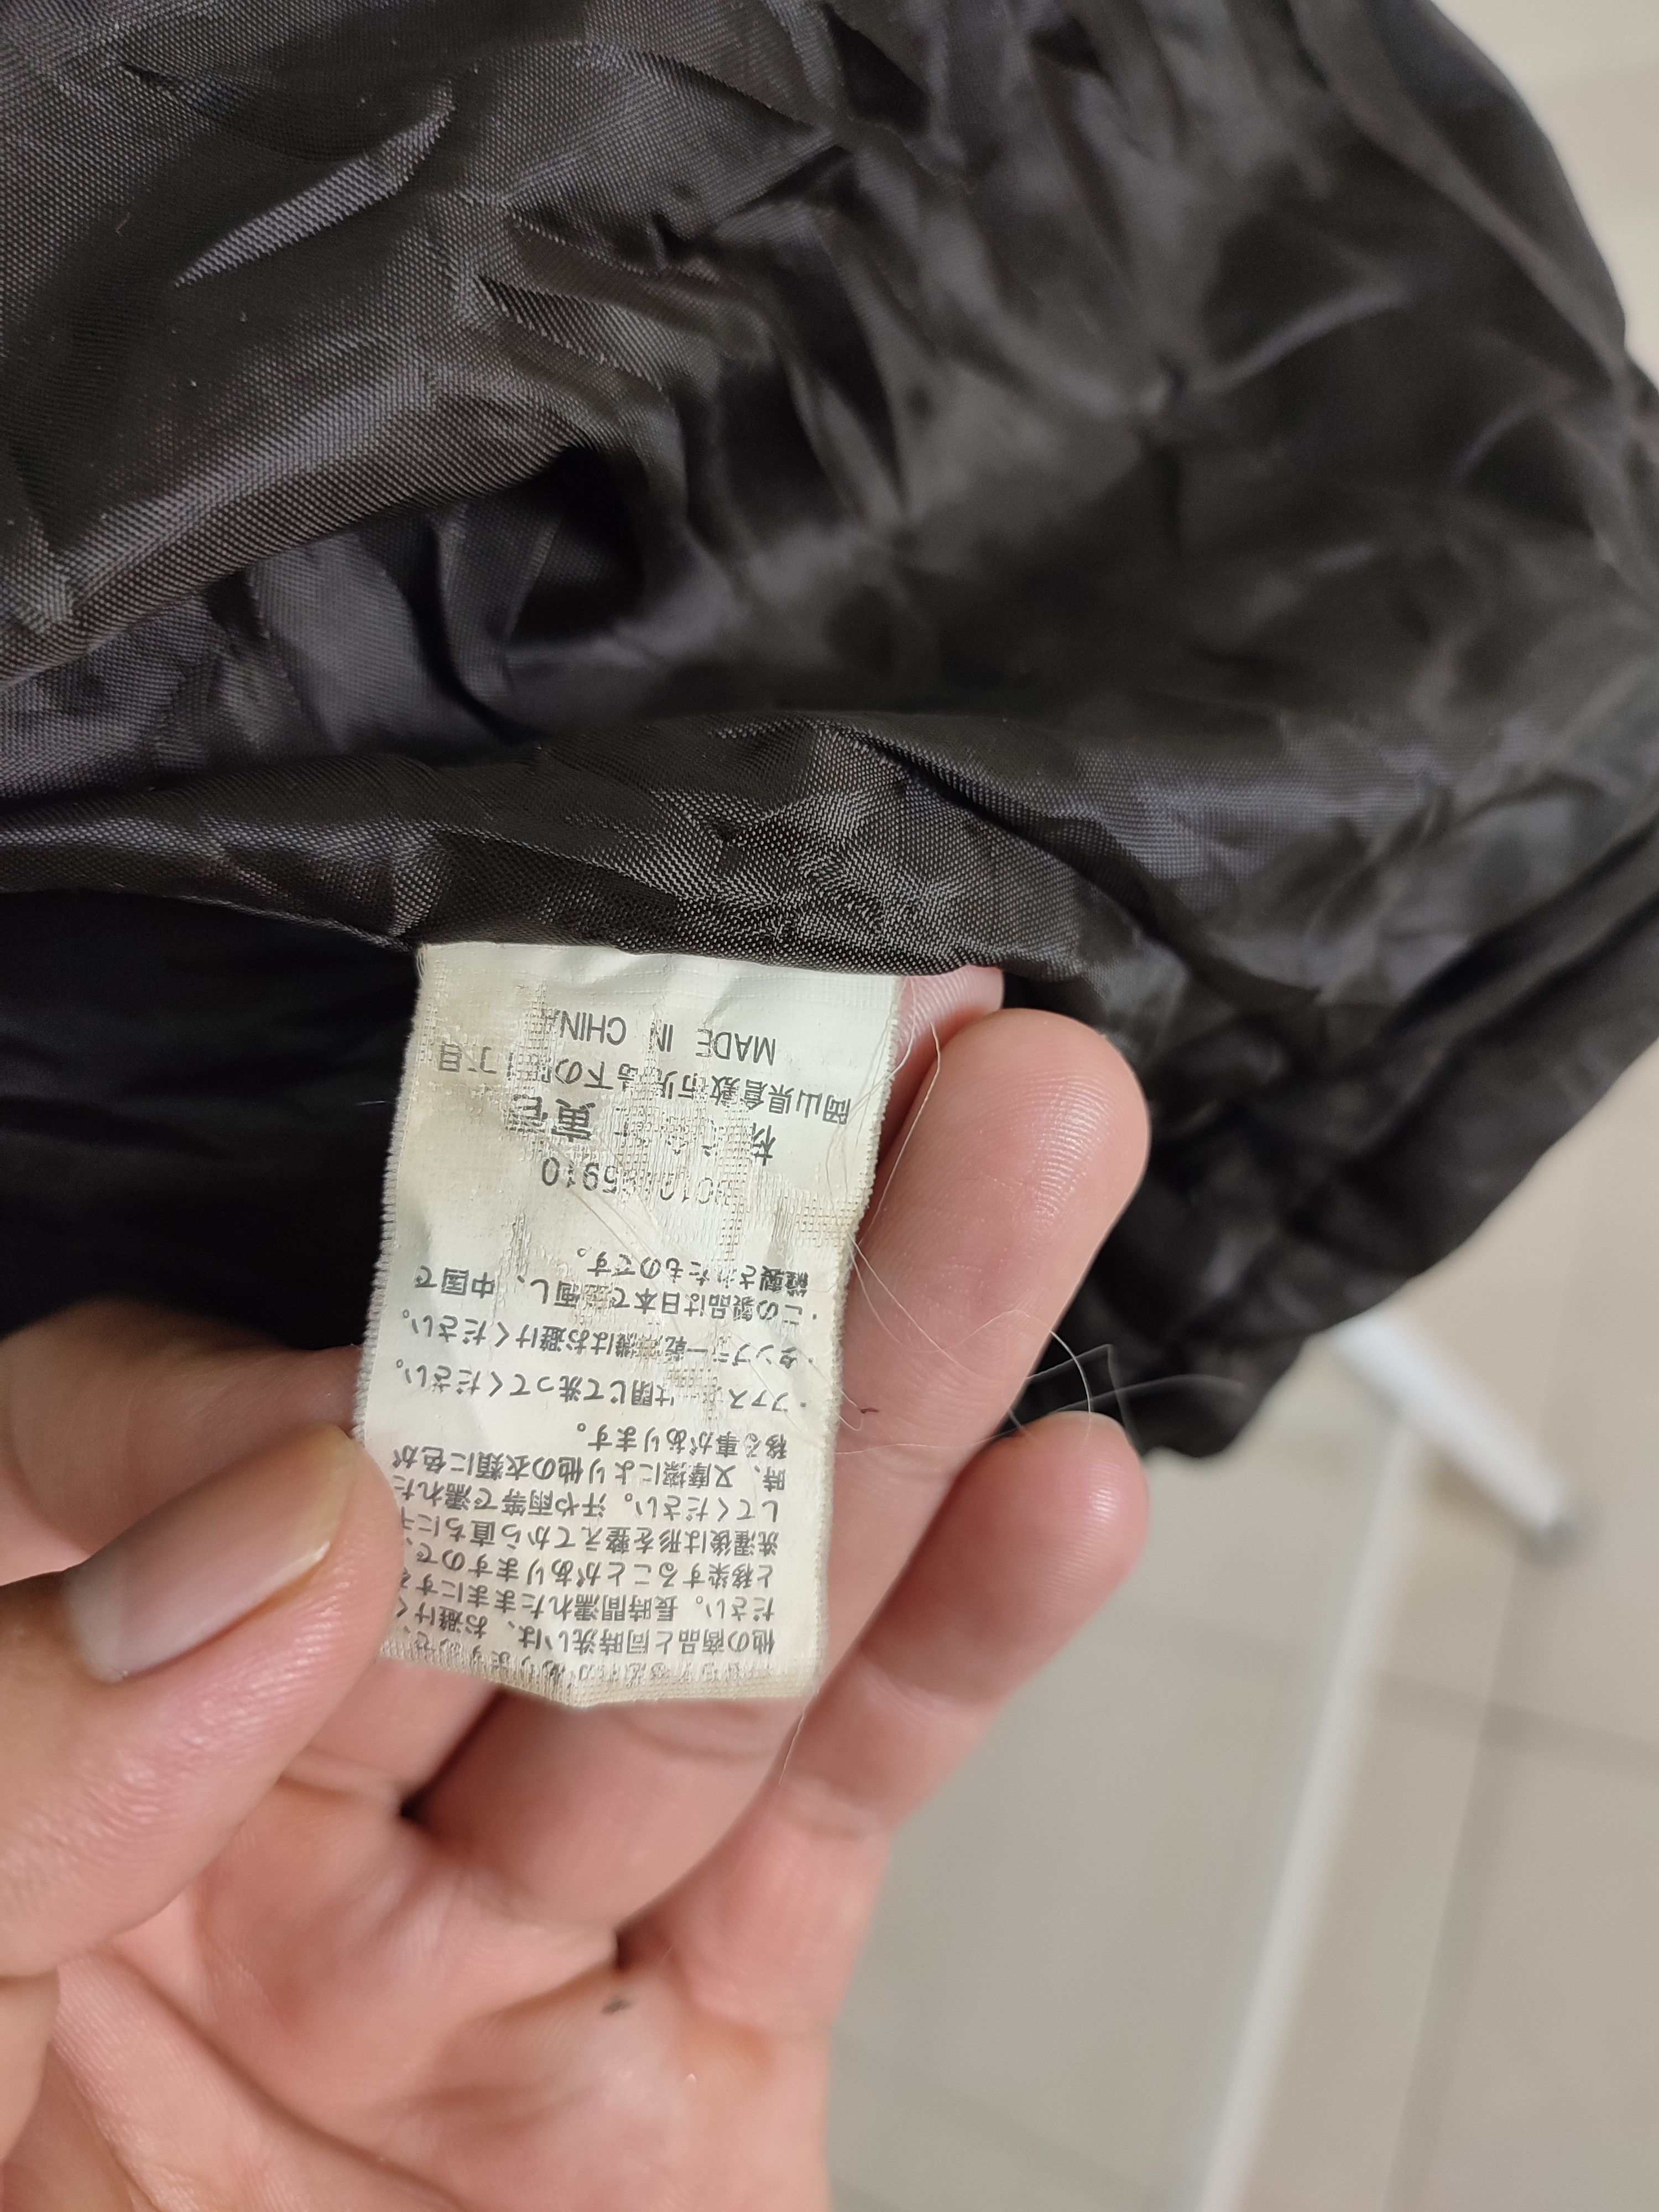 他の商品と同時洗いは、お避けく
ださい。長時間濡れたままにする
と移染することがありますので、
洗濯後は形を整えてから直ちに
してください。汗や雨等で濡れた
時、又摩擦により他の衣類に色が
移る事があります。
・ファス は閉じて洗ってください。
・タンブラー乾燥機はお避けください。
・この製品は日本で企画し、中国で
縫製されたものです。
株 寅壱
岡山県倉敷市児島下の町 丁目
MADE IN CHINA